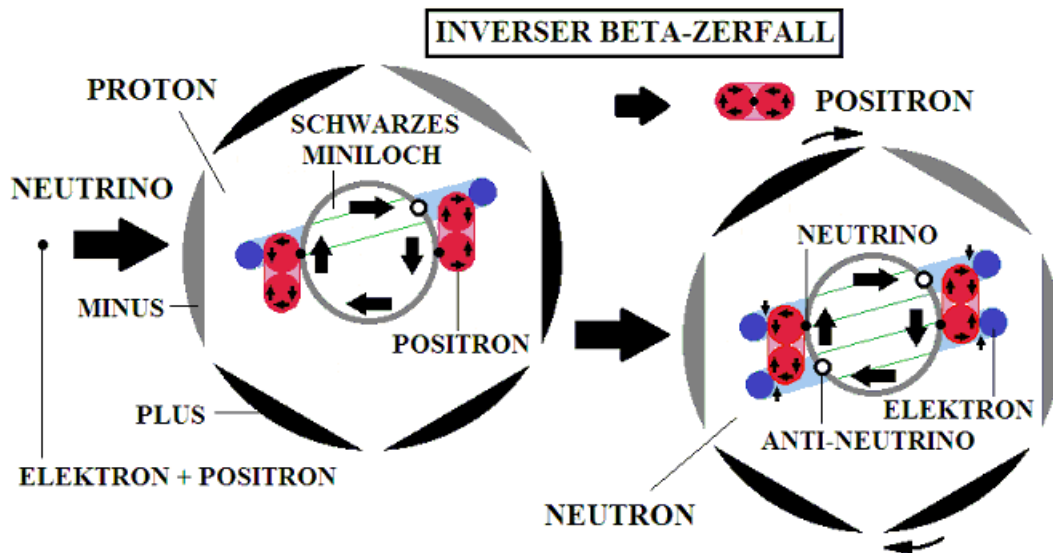 INVERSER BETA-ZERFALL
PROTON
SCHWARZES
MINILOCH
POSITRON
NEUTRINO
NEUTRINO
MINUS
POSITRON
PLUS
ELEKTRON
ANTI-NEUTRINO
ELEKTRON + POSITRON
NEUTRON